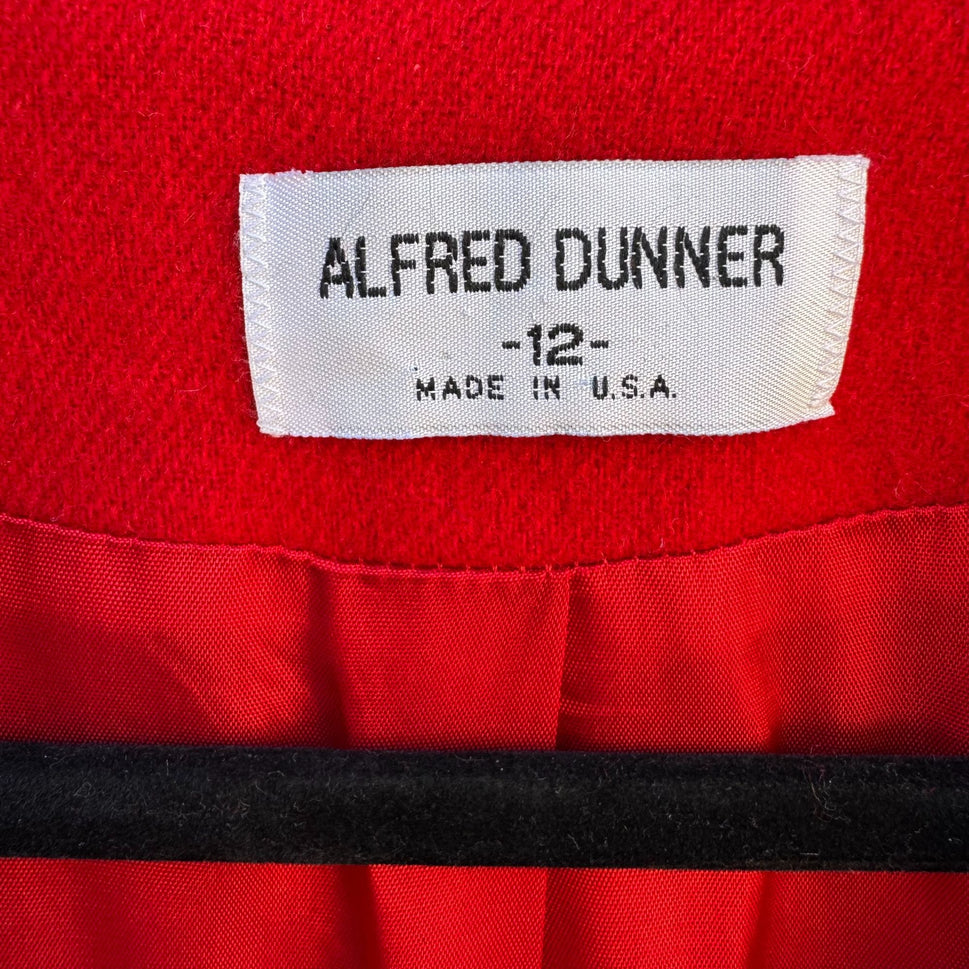 ALFRED DUNNER
-12-
MADE IN U.S.A.